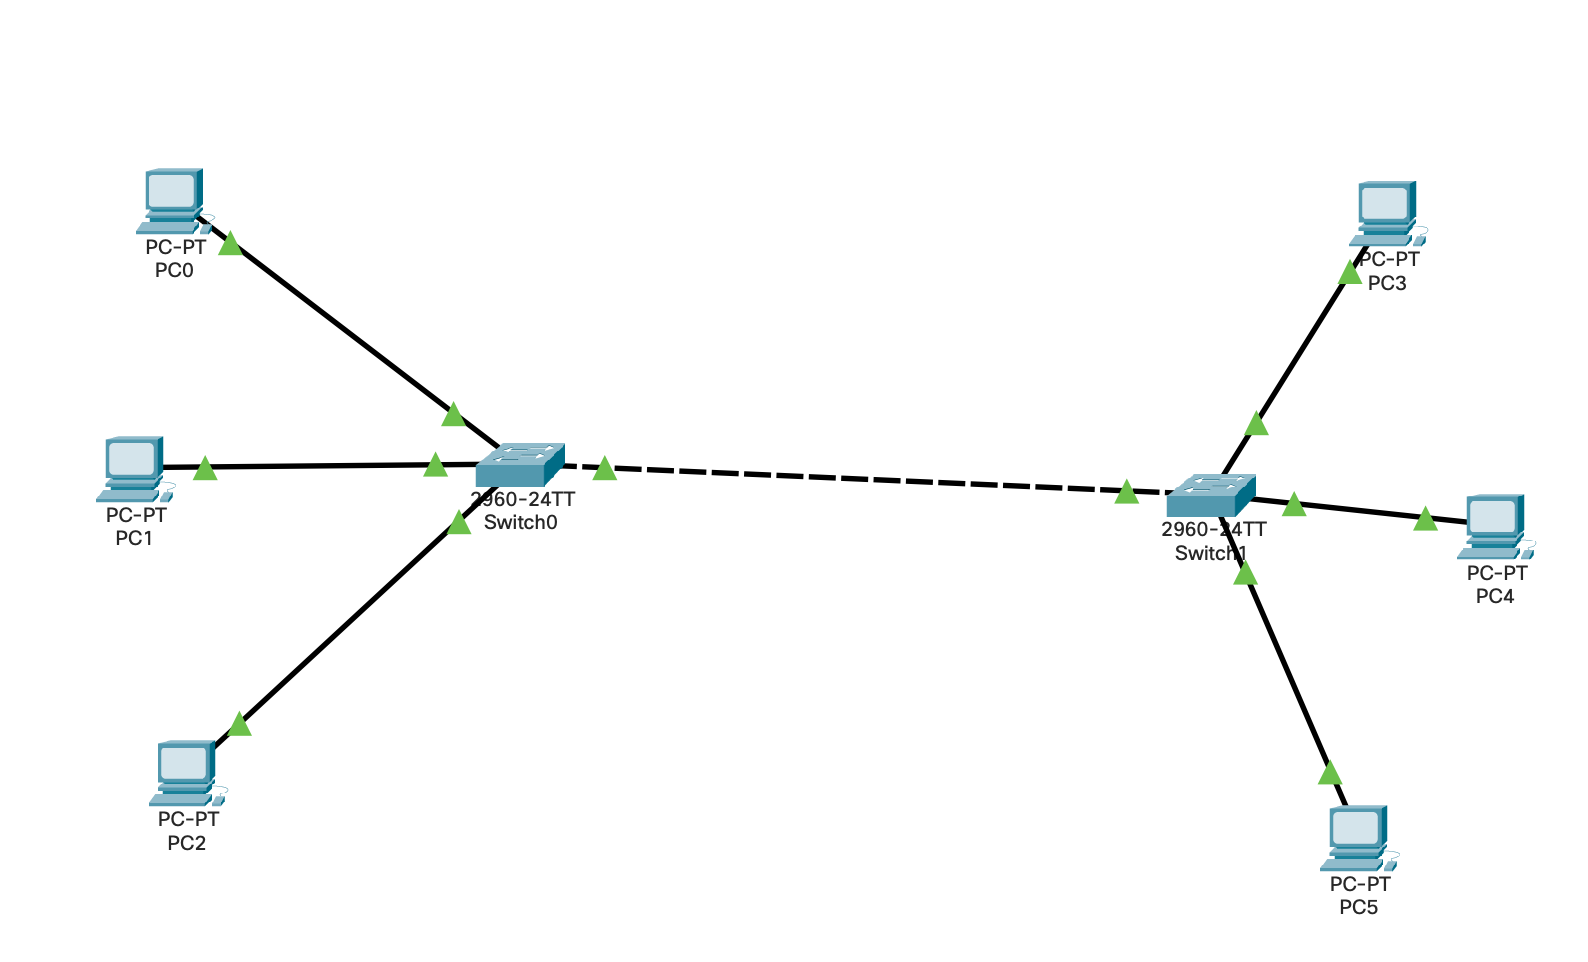 PC-PT
PC0
PC-PT
PC1
PC-PT
PC2
2960-24TT
Switch0
2960-24TT
Switch1
PC-PT
PC3
PC-PT
PC4
PC-PT
PC5